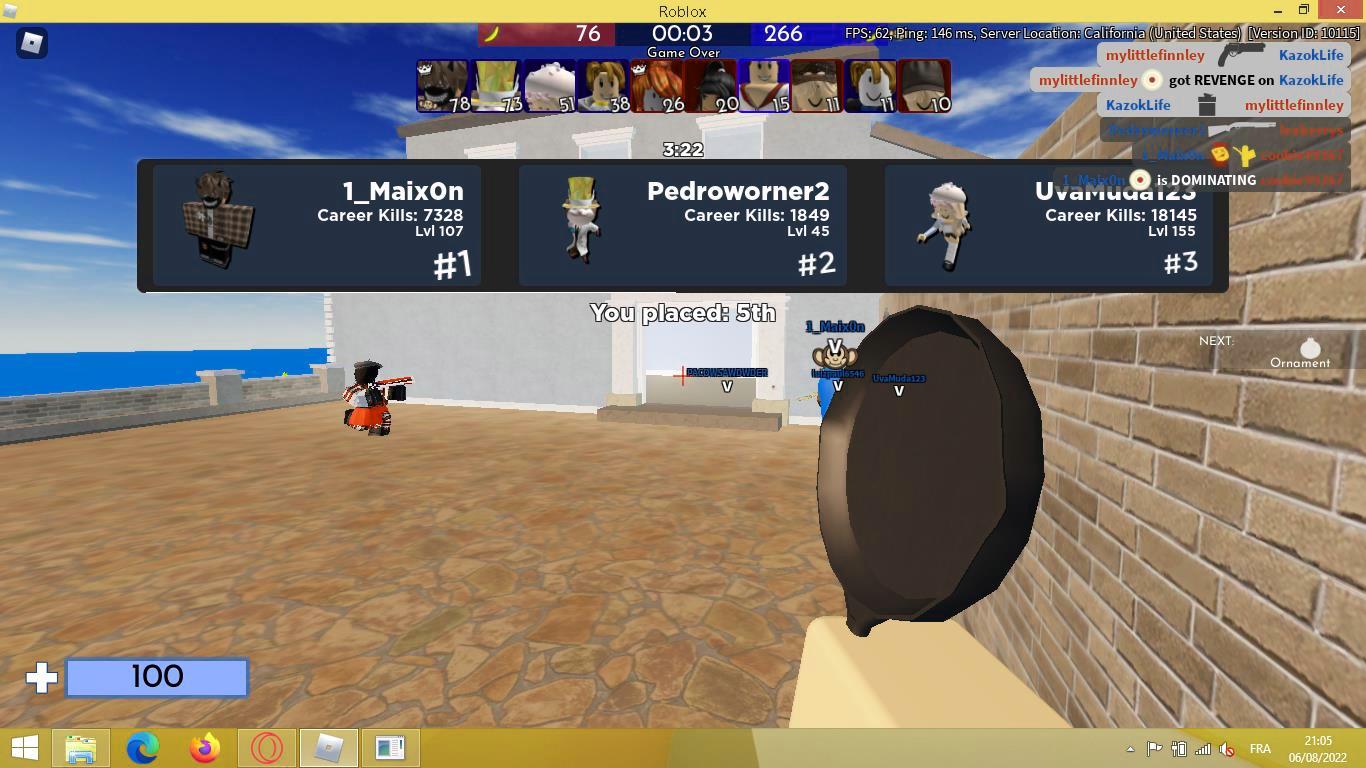 Roblox
76 00:03 266
Game Over
FPS: 62, Ping: 146 ms, Server Location: California (United States) [Version ID: 10115]
mylittlefinnley KazokLife
mylittlefinnley got REVENGE on KazokLife
KazokLife mylittlefinnley
1_Maix0n is DOMINATING
78 73 51 38 26 20 15 11 11 10
3:22
1_Maix0n
Career Kills: 7328
Lvl 107
#1
Pedroworner2
Career Kills: 1849
Lvl 45
#2
UvaMuda123
Career Kills: 18145
Lvl 155
#3
You placed: 5th
1_Maix0n
V
V
UvaMuda123
V
V
NEXT:
Ornament
100
FRA
21:05
06/08/2022